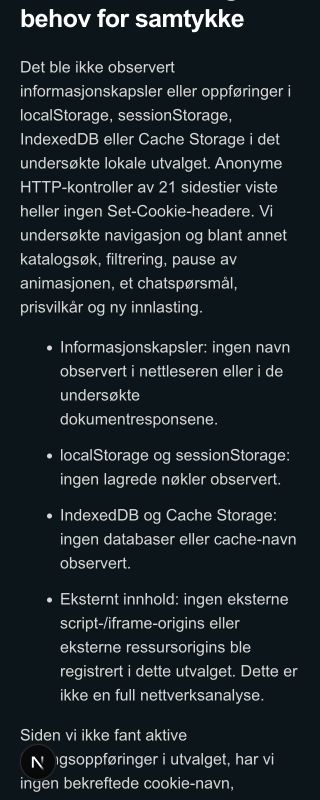 behov for samtykke
Det ble ikke observert
informasjonskapsler eller oppføringer i
localStorage, sessionStorage,
IndexedDB eller Cache Storage i det
undersøkte lokale utvalget. Anonyme
HTTP-kontroller av 21 sidestier viste
heller ingen Set-Cookie-headere. Vi
undersøkte navigasjon og blant annet
katalogsøk, filtrering, pause av
animasjonen, et chatspørsmål,
prisvilkår og ny innlasting.
• Informasjonskapsler: ingen navn
observert i nettleseren eller i de
undersøkte
dokumentresponsene.
• localStorage og sessionStorage:
ingen lagrede nøkler observert.
• IndexedDB og Cache Storage:
ingen databaser eller cache-navn
observert.
• Eksternt innhold: ingen eksterne
script-/iframe-origins eller
eksterne ressursorigins ble
registrert i dette utvalget. Dette er
ikke en full nettverksanalyse.
Siden vi ikke fant aktive
N gsoppføringer i utvalget, har vi
ingen bekreftede cookie-navn,